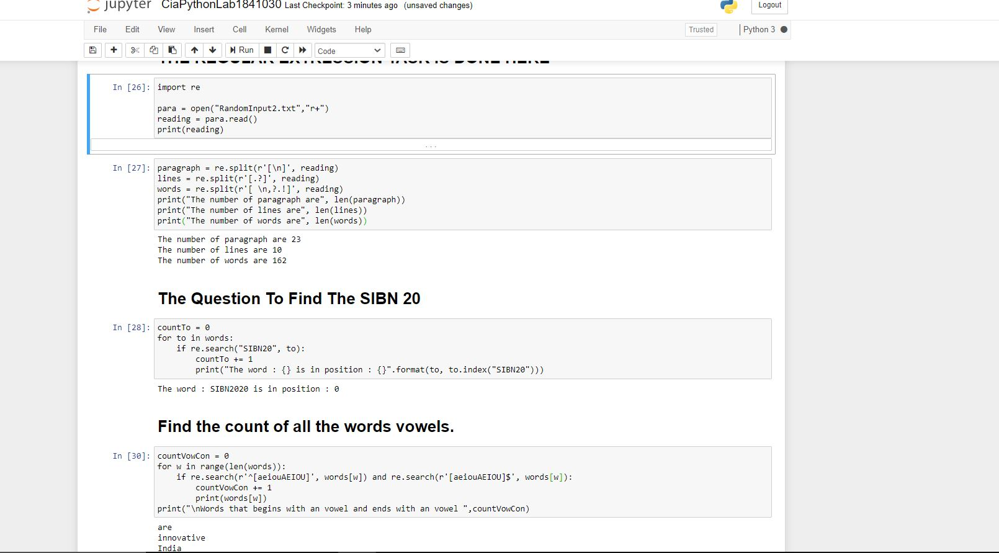 jupyter CiaPythonLab1841030 Last Checkpoint: 3 minutes ago (unsaved changes) Logout
File Edit View Insert Cell Kernel Widgets Help Trusted Python 3
Run Code
THE REGULAR EXPRESSION TASK IS DONE HERE
In [26]: import re
para = open("RandomInput2.txt","r+")
reading = para.read()
print(reading)
...
In [27]: paragraph = re.split(r'[\n]', reading)
lines = re.split(r'[.?]', reading)
words = re.split(r'[ \n,?.!]', reading)
print("The number of paragraph are", len(paragraph))
print("The number of lines are", len(lines))
print("The number of words are", len(words))
The number of paragraph are 23
The number of lines are 10
The number of words are 162
The Question To Find The SIBN 20
In [28]: countTo = 0
for to in words:
    if re.search("SIBN20", to):
        countTo += 1
        print("The word : {} is in position : {}".format(to, to.index("SIBN20")))
The word : SIBN2020 is in position : 0
Find the count of all the words vowels.
In [30]: countVowCon = 0
for w in range(len(words)):
    if re.search(r'^[aeiouAEIOU]', words[w]) and re.search(r'[aeiouAEIOU]$', words[w]):
        countVowCon += 1
        print(words[w])
print("\nWords that begins with an vowel and ends with an vowel ",countVowCon)
are
innovative
India